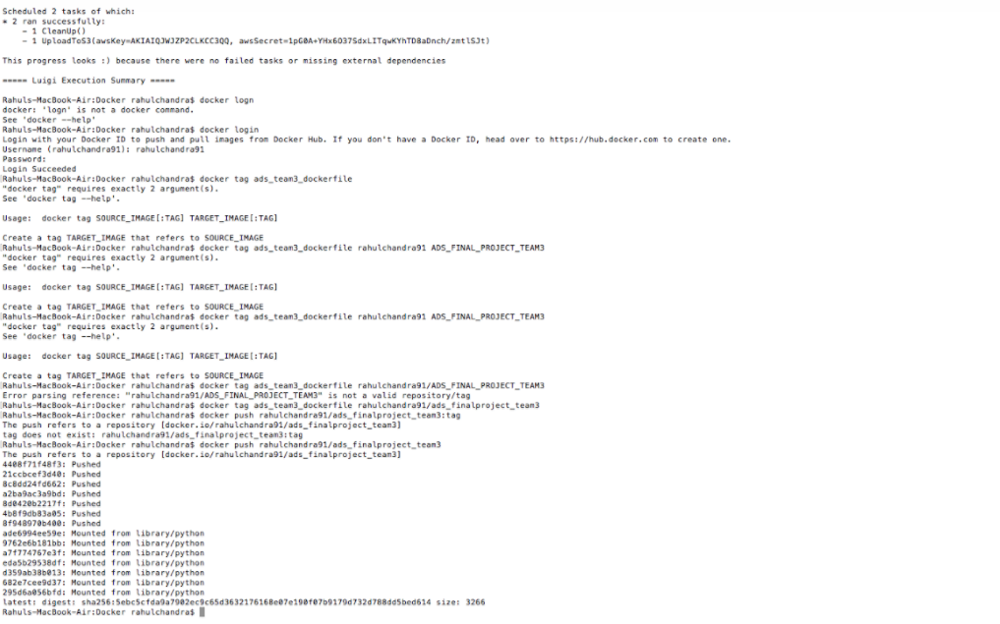 Scheduled 2 tasks of which:
* 2 ran successfully:
- 1 CleanUp()
- 1 UploadToS3(awsKey=, awsSecret=)
This progress looks :) because there were no failed tasks or missing external dependencies
===== Luigi Execution Summary =====
Rahuls-MacBook-Air:Docker rahulchandra$ docker logn
docker: 'logn' is not a docker command.
See 'docker --help'
Rahuls-MacBook-Air:Docker rahulchandra$ docker login
Login with your Docker ID to push and pull images from Docker Hub. If you don't have a Docker ID, head over to https://hub.docker.com to create one.
Username (rahulchandra91): rahulchandra91
Password:
Login Succeeded
Rahuls-MacBook-Air:Docker rahulchandra$ docker tag ads_team3_dockerfile
"docker tag" requires exactly 2 argument(s).
See 'docker tag --help'.
Usage:  docker tag SOURCE_IMAGE[:TAG] TARGET_IMAGE[:TAG]
Create a tag TARGET_IMAGE that refers to SOURCE_IMAGE
Rahuls-MacBook-Air:Docker rahulchandra$ docker tag ads_team3_dockerfile rahulchandra91 ADS_FINAL_PROJECT_TEAM3
"docker tag" requires exactly 2 argument(s).
See 'docker tag --help'.
Usage:  docker tag SOURCE_IMAGE[:TAG] TARGET_IMAGE[:TAG]
Create a tag TARGET_IMAGE that refers to SOURCE_IMAGE
Rahuls-MacBook-Air:Docker rahulchandra$ docker tag ads_team3_dockerfile rahulchandra91 ADS_FINAL_PROJECT_TEAM3
"docker tag" requires exactly 2 argument(s).
See 'docker tag --help'.
Usage:  docker tag SOURCE_IMAGE[:TAG] TARGET_IMAGE[:TAG]
Create a tag TARGET_IMAGE that refers to SOURCE_IMAGE
Rahuls-MacBook-Air:Docker rahulchandra$ docker tag ads_team3_dockerfile rahulchandra91/ADS_FINAL_PROJECT_TEAM3
Error parsing reference: "rahulchandra91/ADS_FINAL_PROJECT_TEAM3" is not a valid repository/tag
Rahuls-MacBook-Air:Docker rahulchandra$ docker tag ads_team3_dockerfile rahulchandra91/ads_finalproject_team3
Rahuls-MacBook-Air:Docker rahulchandra$ docker push rahulchandra91/ads_finalproject_team3:tag
The push refers to a repository [docker.io/rahulchandra91/ads_finalproject_team3]
tag does not exist: rahulchandra91/ads_finalproject_team3:tag
Rahuls-MacBook-Air:Docker rahulchandra$ docker push rahulchandra91/ads_finalproject_team3
The push refers to a repository [docker.io/rahulchandra91/ads_finalproject_team3]
4408f71f48f3: Pushed
21ccbcef3d40: Pushed
8c8dd24fd662: Pushed
a2ba9ac3a9bd: Pushed
8d0420b2217f: Pushed
4b8f9db83a05: Pushed
8f948970b400: Pushed
ade6994ee59e: Mounted from library/python
9762e6b181bb: Mounted from library/python
a7f774767e3f: Mounted from library/python
eda5b29538df: Mounted from library/python
d359ab38b013: Mounted from library/python
682e7cee9d37: Mounted from library/python
295d6a056bfd: Mounted from library/python
latest: digest: sha256:5ebc5cfda9a7902ec9c65d3632176168e07e190f07b9179d732d788dd5bed614 size: 3266
Rahuls-MacBook-Air:Docker rahulchandra$